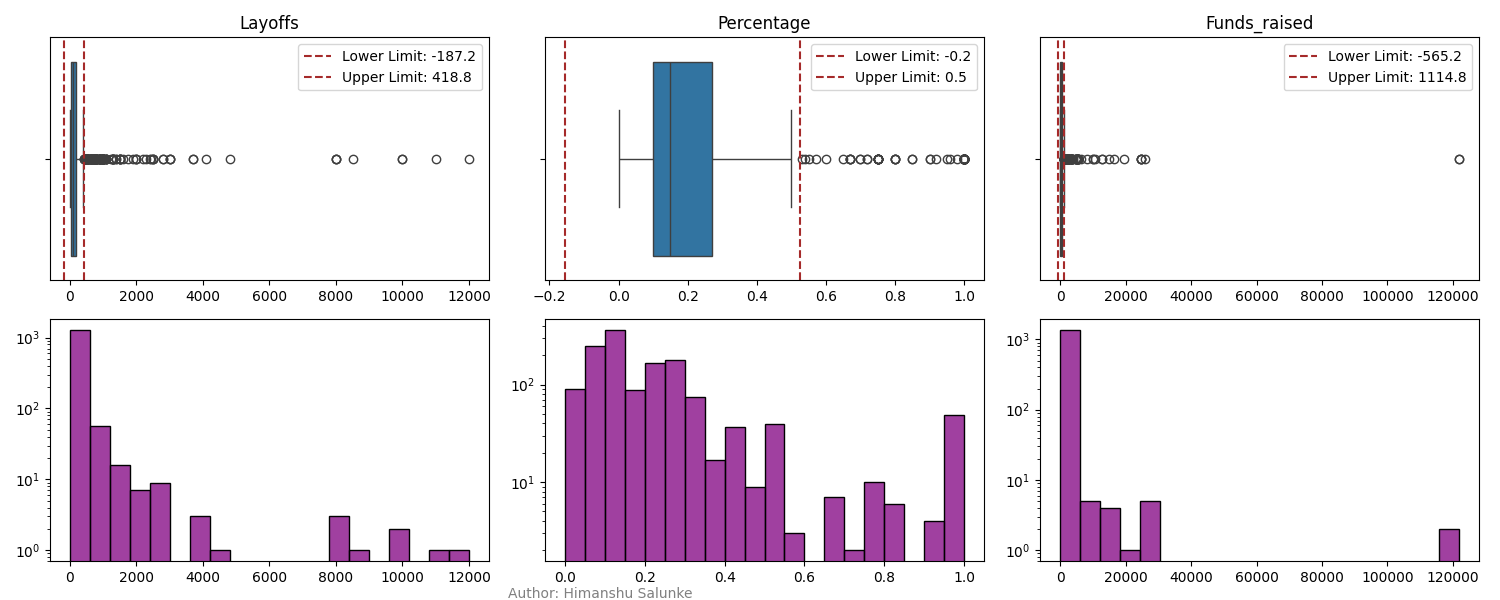 Layoffs
Lower Limit: -187.2
Upper Limit: 418.8
0 2000 4000 6000 8000 10000 12000
Percentage
Lower Limit: -0.2
Upper Limit: 0.5
−0.2 0.0 0.2 0.4 0.6 0.8 1.0
Funds_raised
Lower Limit: -565.2
Upper Limit: 1114.8
0 20000 40000 60000 80000 100000 120000
10³
10²
10¹
10⁰
0 2000 4000 6000 8000 10000 12000
10²
10¹
0.0 0.2 0.4 0.6 0.8 1.0
10³
10²
10¹
10⁰
0 20000 40000 60000 80000 100000 120000
Author: Himanshu Salunke